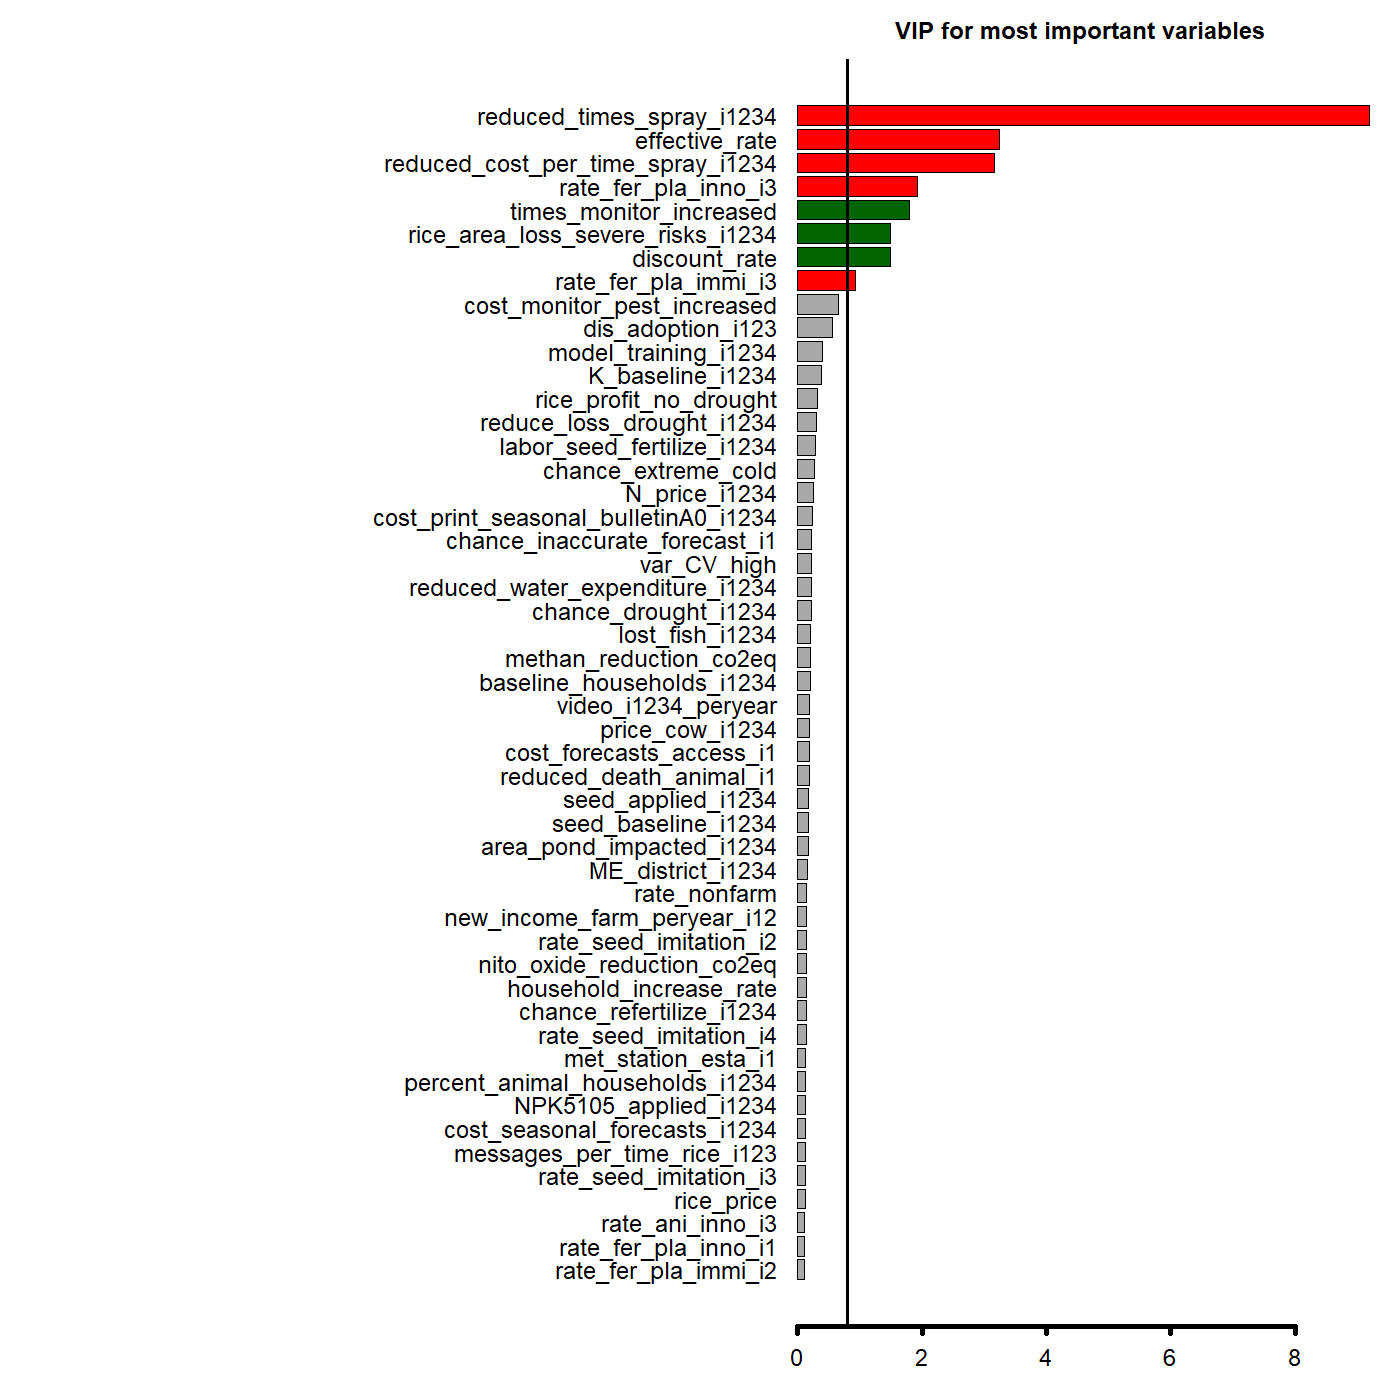 VIP for most important variables
reduced_times_spray_i1234
effective_rate
reduced_cost_per_time_spray_i1234
rate_fer_pla_inno_i3
times_monitor_increased
rice_area_loss_severe_risks_i1234
discount_rate
rate_fer_pla_immi_i3
cost_monitor_pest_increased
dis_adoption_i123
model_training_i1234
K_baseline_i1234
rice_profit_no_drought
reduce_loss_drought_i1234
labor_seed_fertilize_i1234
chance_extreme_cold
N_price_i1234
cost_print_seasonal_bulletinA0_i1234
chance_inaccurate_forecast_i1
var_CV_high
reduced_water_expenditure_i1234
chance_drought_i1234
lost_fish_i1234
methan_reduction_co2eq
baseline_households_i1234
video_i1234_peryear
price_cow_i1234
cost_forecasts_access_i1
reduced_death_animal_i1
seed_applied_i1234
seed_baseline_i1234
area_pond_impacted_i1234
ME_district_i1234
rate_nonfarm
new_income_farm_peryear_i12
rate_seed_imitation_i2
nito_oxide_reduction_co2eq
household_increase_rate
chance_refertilize_i1234
rate_seed_imitation_i4
met_station_esta_i1
percent_animal_households_i1234
NPK5105_applied_i1234
cost_seasonal_forecasts_i1234
messages_per_time_rice_i123
rate_seed_imitation_i3
rice_price
rate_ani_inno_i3
rate_fer_pla_inno_i1
rate_fer_pla_immi_i2
0 2 4 6 8